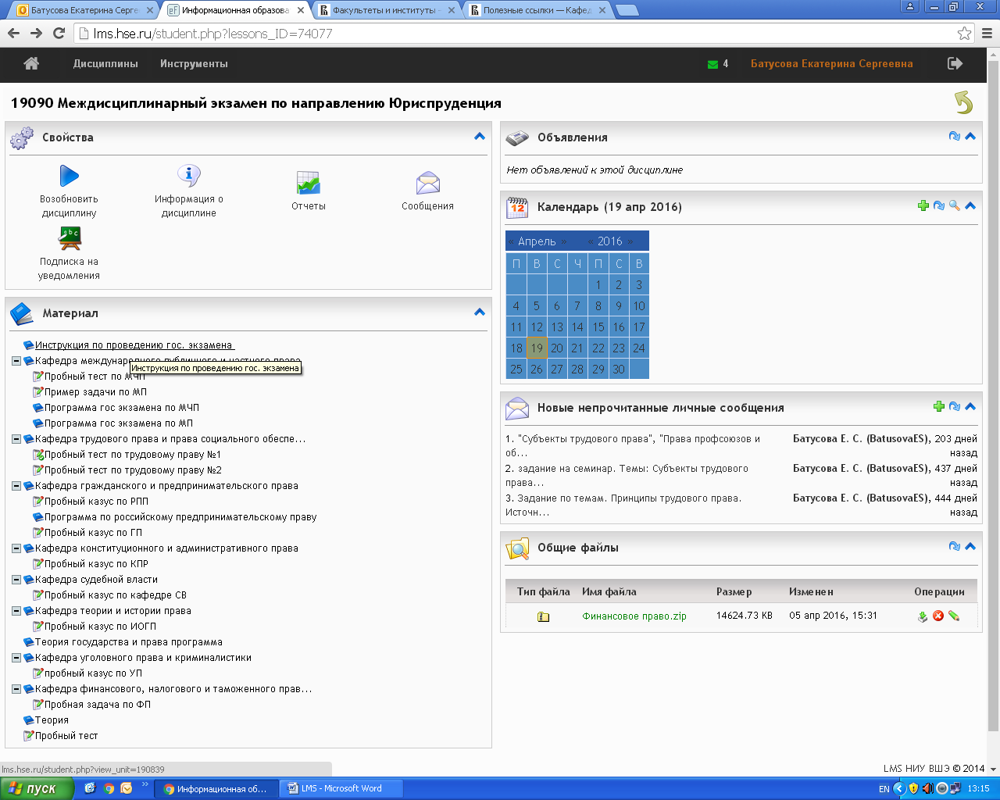 Батусова Екатерина Серге
Информационная образова
Факультеты и институты -
Полезные ссылки — Кафед
lms.hse.ru/student.php?lessons_ID=74077
Дисциплины
Инструменты
4
Батусова Екатерина Сергеевна
19090 Междисциплинарный экзамен по направлению Юриспруденция
Свойства
Возобновить
дисциплину
Информация о
дисциплине
Отчеты
Сообщения
Подписка на
уведомления
Материал
Инструкция по проведению гос. экзамена
Кафедра международного публичного и частного права
Инструкция по проведению гос. экзамена
Пробный тест по МЧП
Пример задачи по МП
Программа гос экзамена по МЧП
Программа гос экзамена по МП
Кафедра трудового права и права социального обеспе...
Пробный тест по трудовому праву №1
Пробный тест по трудовому праву №2
Кафедра гражданского и предпринимательского права
Пробный казус по РПП
Программа по российскому предпринимательскому праву
Пробный казус по ГП
Кафедра конституционного и административного права
Пробный казус по КПР
Кафедра судебной власти
Пробный казус по кафедре СВ
Кафедра теории и истории права
Пробный казус по ИОГП
Теория государства и права программа
Кафедра уголовного права и криминалистики
пробный казус по УП
Кафедра финансового, налогового и таможенного прав...
Пробная задача по ФП
Теория
Пробный тест
Объявления
Нет объявлений к этой дисциплине
Календарь (19 апр 2016)
« Апрель » « 2016 »
П В С Ч П С В
1 2 3
4 5 6 7 8 9 10
11 12 13 14 15 16 17
18 19 20 21 22 23 24
25 26 27 28 29 30
Новые непрочитанные личные сообщения
1. "Субъекты трудового права", "Права профсоюзов и об... Батусова Е. С. (BatusovaES), 203 дней назад
2. задание на семинар. Темы: Субъекты трудового права... Батусова Е. С. (BatusovaES), 437 дней назад
3. Задание по темам. Принципы трудового права. Источн... Батусова Е. С. (BatusovaES), 444 дней назад
Общие файлы
Тип файла Имя файла Размер Изменен Операции
Финансовое право.zip 14624.73 KB 05 апр 2016, 15:31
lms.hse.ru/student.php?view_unit=190839
LMS НИУ ВШЭ © 2014
пуск
Информационная об...
LMS - Microsoft Word
EN
13:15